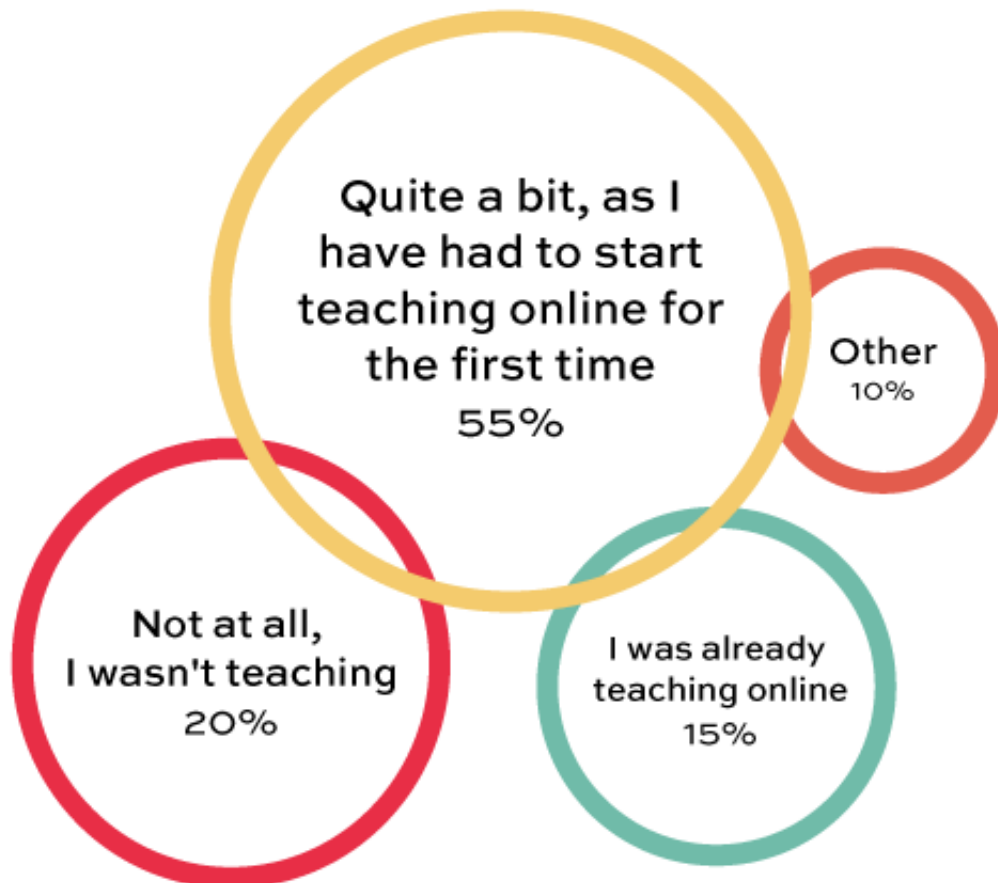 Quite a bit, as I
have had to start
teaching online for
the first time
55%
Other
10%
Not at all,
I wasn't teaching
20%
I was already
teaching online
15%